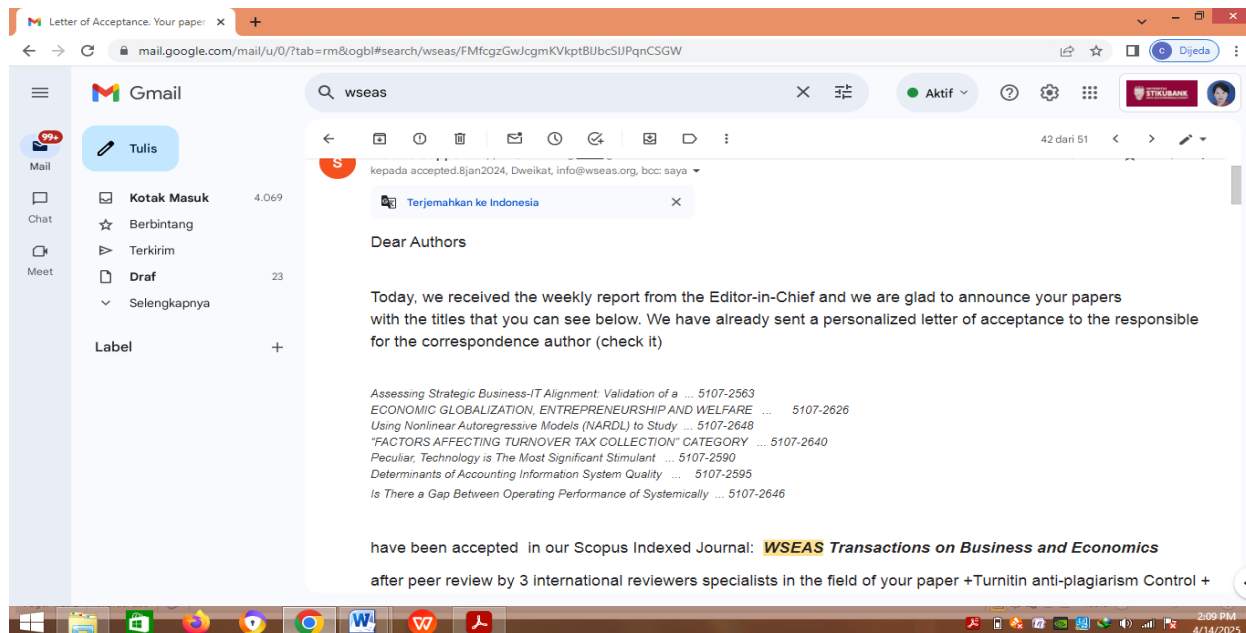 Letter of Acceptance. Your paper
mail.google.com/mail/u/0/?tab=rm&ogbl#search/wseas/FMfcgzGwJcgmKVkptBlJbcSlJPqnCSGW
C Dijeda
Gmail
wseas
Aktif
STIKUBANK
99+
Mail
Chat
Meet
Tulis
Kotak Masuk 4.069
Berbintang
Terkirim
Draf 23
Selengkapnya
Label +
42 dari 51
S
kepada accepted.8jan2024, Dweikat, info@wseas.org, bcc: saya
Terjemahkan ke Indonesia
Dear Authors
Today, we received the weekly report from the Editor-in-Chief and we are glad to announce your papers
with the titles that you can see below. We have already sent a personalized letter of acceptance to the responsible
for the correspondence author (check it)
Assessing Strategic Business-IT Alignment: Validation of a ... 5107-2563
ECONOMIC GLOBALIZATION, ENTREPRENEURSHIP AND WELFARE ... 5107-2626
Using Nonlinear Autoregressive Models (NARDL) to Study ... 5107-2648
“FACTORS AFFECTING TURNOVER TAX COLLECTION” CATEGORY ... 5107-2640
Peculiar, Technology is The Most Significant Stimulant ... 5107-2590
Determinants of Accounting Information System Quality ... 5107-2595
Is There a Gap Between Operating Performance of Systemically ... 5107-2646
have been accepted in our Scopus Indexed Journal: WSEAS Transactions on Business and Economics
after peer review by 3 international reviewers specialists in the field of your paper +Turnitin anti-plagiarism Control +
2:09 PM
4/14/2025